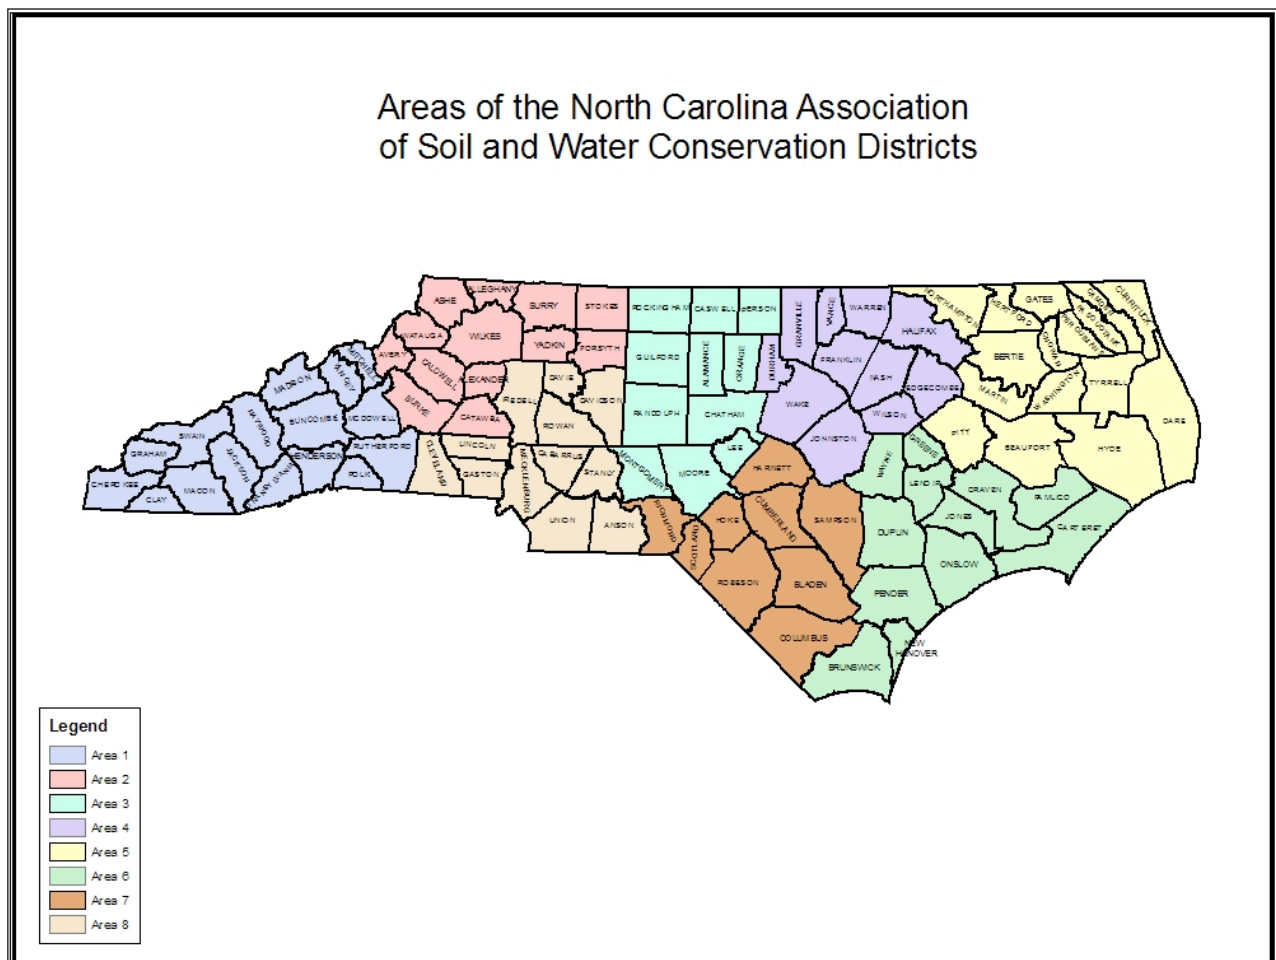 Areas of the North Carolina Association
of Soil and Water Conservation Districts
ASHE
ALLEGHANY
SURRY
STOKES
ROCKINGHAM
CASWELL
PERSON
GRANVILLE
VANCE
WARREN
NORTHAMPTON
HERTFORD
GATES
CAMDEN
CURRITUCK
PASQUOTANK
PERQUIMANS
CHOWAN
HALIFAX
WATAUGA
WILKES
YADKIN
FORSYTH
GUILFORD
ALAMANCE
ORANGE
DURHAM
FRANKLIN
NASH
EDGECOMBE
BERTIE
MARTIN
WASHINGTON
TYRRELL
DARE
MITCHELL
AVERY
CALDWELL
ALEXANDER
IREDELL
DAVIE
DAVIDSON
RANDOLPH
CHATHAM
WAKE
WILSON
MADISON
YANCEY
BURKE
CATAWBA
ROWAN
JOHNSTON
PITT
BEAUFORT
HYDE
HAYWOOD
BUNCOMBE
MCDOWELL
SWAIN
GRAHAM
JACKSON
HENDERSON
RUTHERFORD
POLK
CLEVELAND
LINCOLN
GASTON
MECKLENBURG
CABARRUS
STANLY
MONTGOMERY
MOORE
LEE
HARNETT
WAYNE
GREENE
LENOIR
CRAVEN
PAMLICO
CHEROKEE
CLAY
MACON
UNION
ANSON
RICHMOND
SCOTLAND
HOKE
CUMBERLAND
SAMPSON
DUPLIN
JONES
CARTERET
ONSLOW
ROBESON
BLADEN
PENDER
COLUMBUS
BRUNSWICK
NEW
HANOVER
Legend
Area 1
Area 2
Area 3
Area 4
Area 5
Area 6
Area 7
Area 8